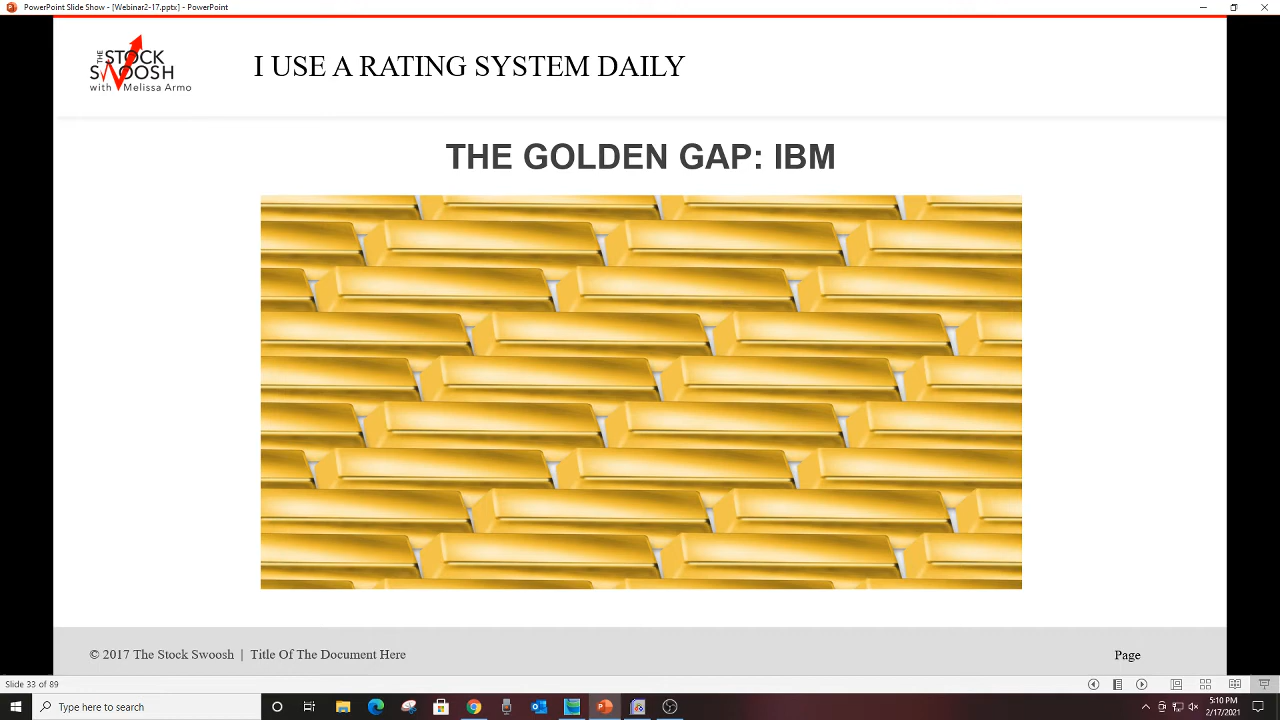 PowerPoint Slide Show - [Webinar2-17.pptx] - PowerPoint
THE STOCK
SWOOSH
with Melissa Armo
I USE A RATING SYSTEM DAILY
THE GOLDEN GAP: IBM
© 2017 The Stock Swoosh | Title Of The Document Here
Page
Slide 33 of 89
Type here to search
5:10 PM
2/17/2021